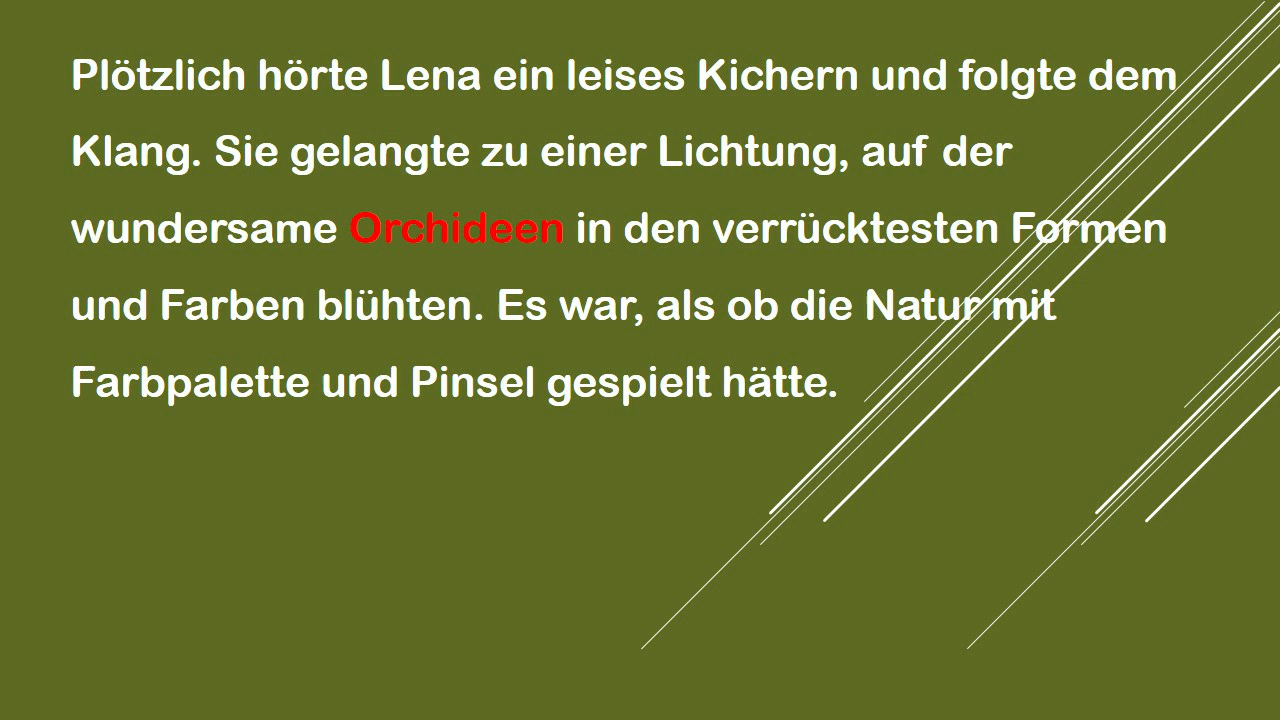 Plötzlich hörte Lena ein leises Kichern und folgte dem
Klang. Sie gelangte zu einer Lichtung, auf der
wundersame Orchideen in den verrücktesten Formen
und Farben blühten. Es war, als ob die Natur mit
Farbpalette und Pinsel gespielt hätte.